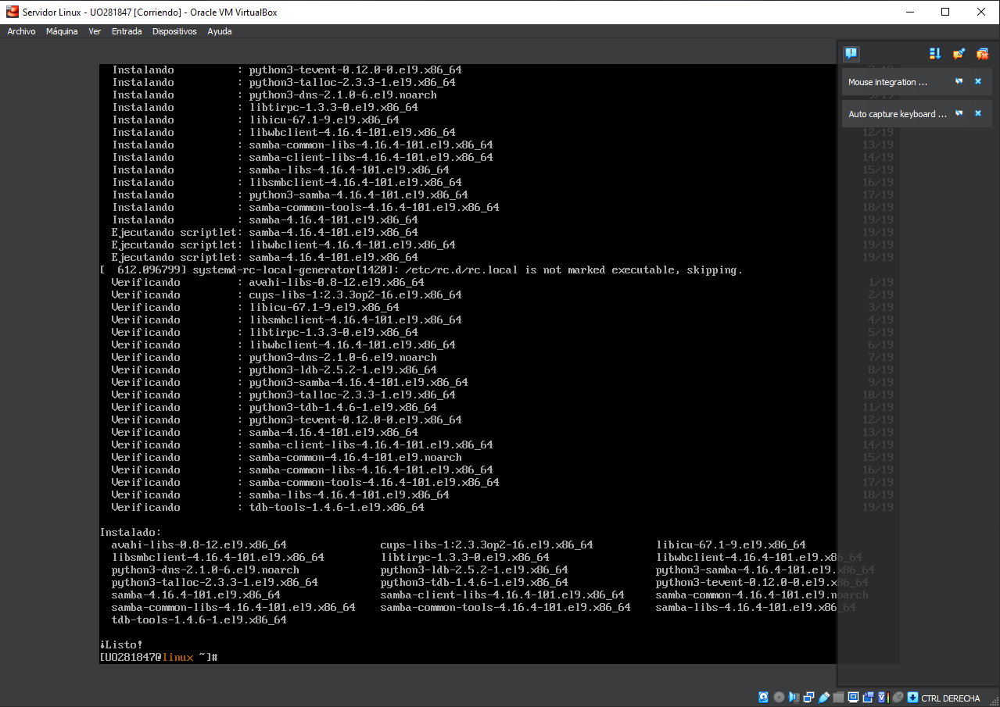 Servidor Linux - UO281847 [Corriendo] - Oracle VM VirtualBox
Archivo Máquina Ver Entrada Dispositivos Ayuda
Mouse integration ...
Auto capture keyboard ...
Instalando : python3-tevent-0.12.0-0.el9.x86_64
Instalando : python3-talloc-2.3.3-1.el9.x86_64
Instalando : python3-dns-2.1.0-6.el9.noarch
Instalando : libtirpc-1.3.3-0.el9.x86_64
Instalando : libicu-67.1-9.el9.x86_64
Instalando : libwbclient-4.16.4-101.el9.x86_64 12/19
Instalando : samba-common-libs-4.16.4-101.el9.x86_64 13/19
Instalando : samba-client-libs-4.16.4-101.el9.x86_64 14/19
Instalando : samba-libs-4.16.4-101.el9.x86_64 15/19
Instalando : libsmbclient-4.16.4-101.el9.x86_64 16/19
Instalando : python3-samba-4.16.4-101.el9.x86_64 17/19
Instalando : samba-common-tools-4.16.4-101.el9.x86_64 18/19
Instalando : samba-4.16.4-101.el9.x86_64 19/19
Ejecutando scriptlet: samba-4.16.4-101.el9.x86_64 19/19
Ejecutando scriptlet: libwbclient-4.16.4-101.el9.x86_64 19/19
Ejecutando scriptlet: samba-4.16.4-101.el9.x86_64 19/19
[  612.096799] systemd-rc-local-generator[1420]: /etc/rc.d/rc.local is not marked executable, skipping.
Verificando : avahi-libs-0.8-12.el9.x86_64 1/19
Verificando : cups-libs-1:2.3.3op2-16.el9.x86_64 2/19
Verificando : libicu-67.1-9.el9.x86_64 3/19
Verificando : libsmbclient-4.16.4-101.el9.x86_64 4/19
Verificando : libtirpc-1.3.3-0.el9.x86_64 5/19
Verificando : libwbclient-4.16.4-101.el9.x86_64 6/19
Verificando : python3-dns-2.1.0-6.el9.noarch 7/19
Verificando : python3-ldb-2.5.2-1.el9.x86_64 8/19
Verificando : python3-samba-4.16.4-101.el9.x86_64 9/19
Verificando : python3-talloc-2.3.3-1.el9.x86_64 10/19
Verificando : python3-tdb-1.4.6-1.el9.x86_64 11/19
Verificando : python3-tevent-0.12.0-0.el9.x86_64 12/19
Verificando : samba-4.16.4-101.el9.x86_64 13/19
Verificando : samba-client-libs-4.16.4-101.el9.x86_64 14/19
Verificando : samba-common-4.16.4-101.el9.noarch 15/19
Verificando : samba-common-libs-4.16.4-101.el9.x86_64 16/19
Verificando : samba-common-tools-4.16.4-101.el9.x86_64 17/19
Verificando : samba-libs-4.16.4-101.el9.x86_64 18/19
Verificando : tdb-tools-1.4.6-1.el9.x86_64 19/19
Instalado:
avahi-libs-0.8-12.el9.x86_64 cups-libs-1:2.3.3op2-16.el9.x86_64 libicu-67.1-9.el9.x86_64
libsmbclient-4.16.4-101.el9.x86_64 libtirpc-1.3.3-0.el9.x86_64 libwbclient-4.16.4-101.el9.x86_64
python3-dns-2.1.0-6.el9.noarch python3-ldb-2.5.2-1.el9.x86_64 python3-samba-4.16.4-101.el9.x86_64
python3-talloc-2.3.3-1.el9.x86_64 python3-tdb-1.4.6-1.el9.x86_64 python3-tevent-0.12.0-0.el9.x86_64
samba-4.16.4-101.el9.x86_64 samba-client-libs-4.16.4-101.el9.x86_64 samba-common-4.16.4-101.el9.noarch
samba-common-libs-4.16.4-101.el9.x86_64 samba-common-tools-4.16.4-101.el9.x86_64 samba-libs-4.16.4-101.el9.x86_64
tdb-tools-1.4.6-1.el9.x86_64
¡Listo!
[UO281847@linux ~]#
CTRL DERECHA